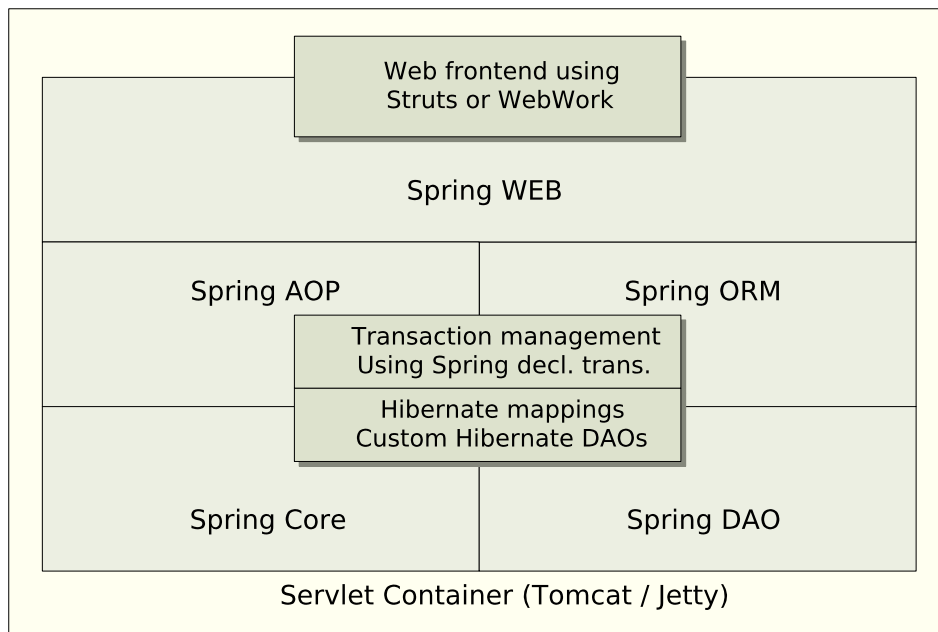 Web frontend using
Struts or WebWork
Spring WEB
Spring AOP
Spring ORM
Transaction management
Using Spring decl. trans.
Hibernate mappings
Custom Hibernate DAOs
Spring Core
Spring DAO
Servlet Container (Tomcat / Jetty)